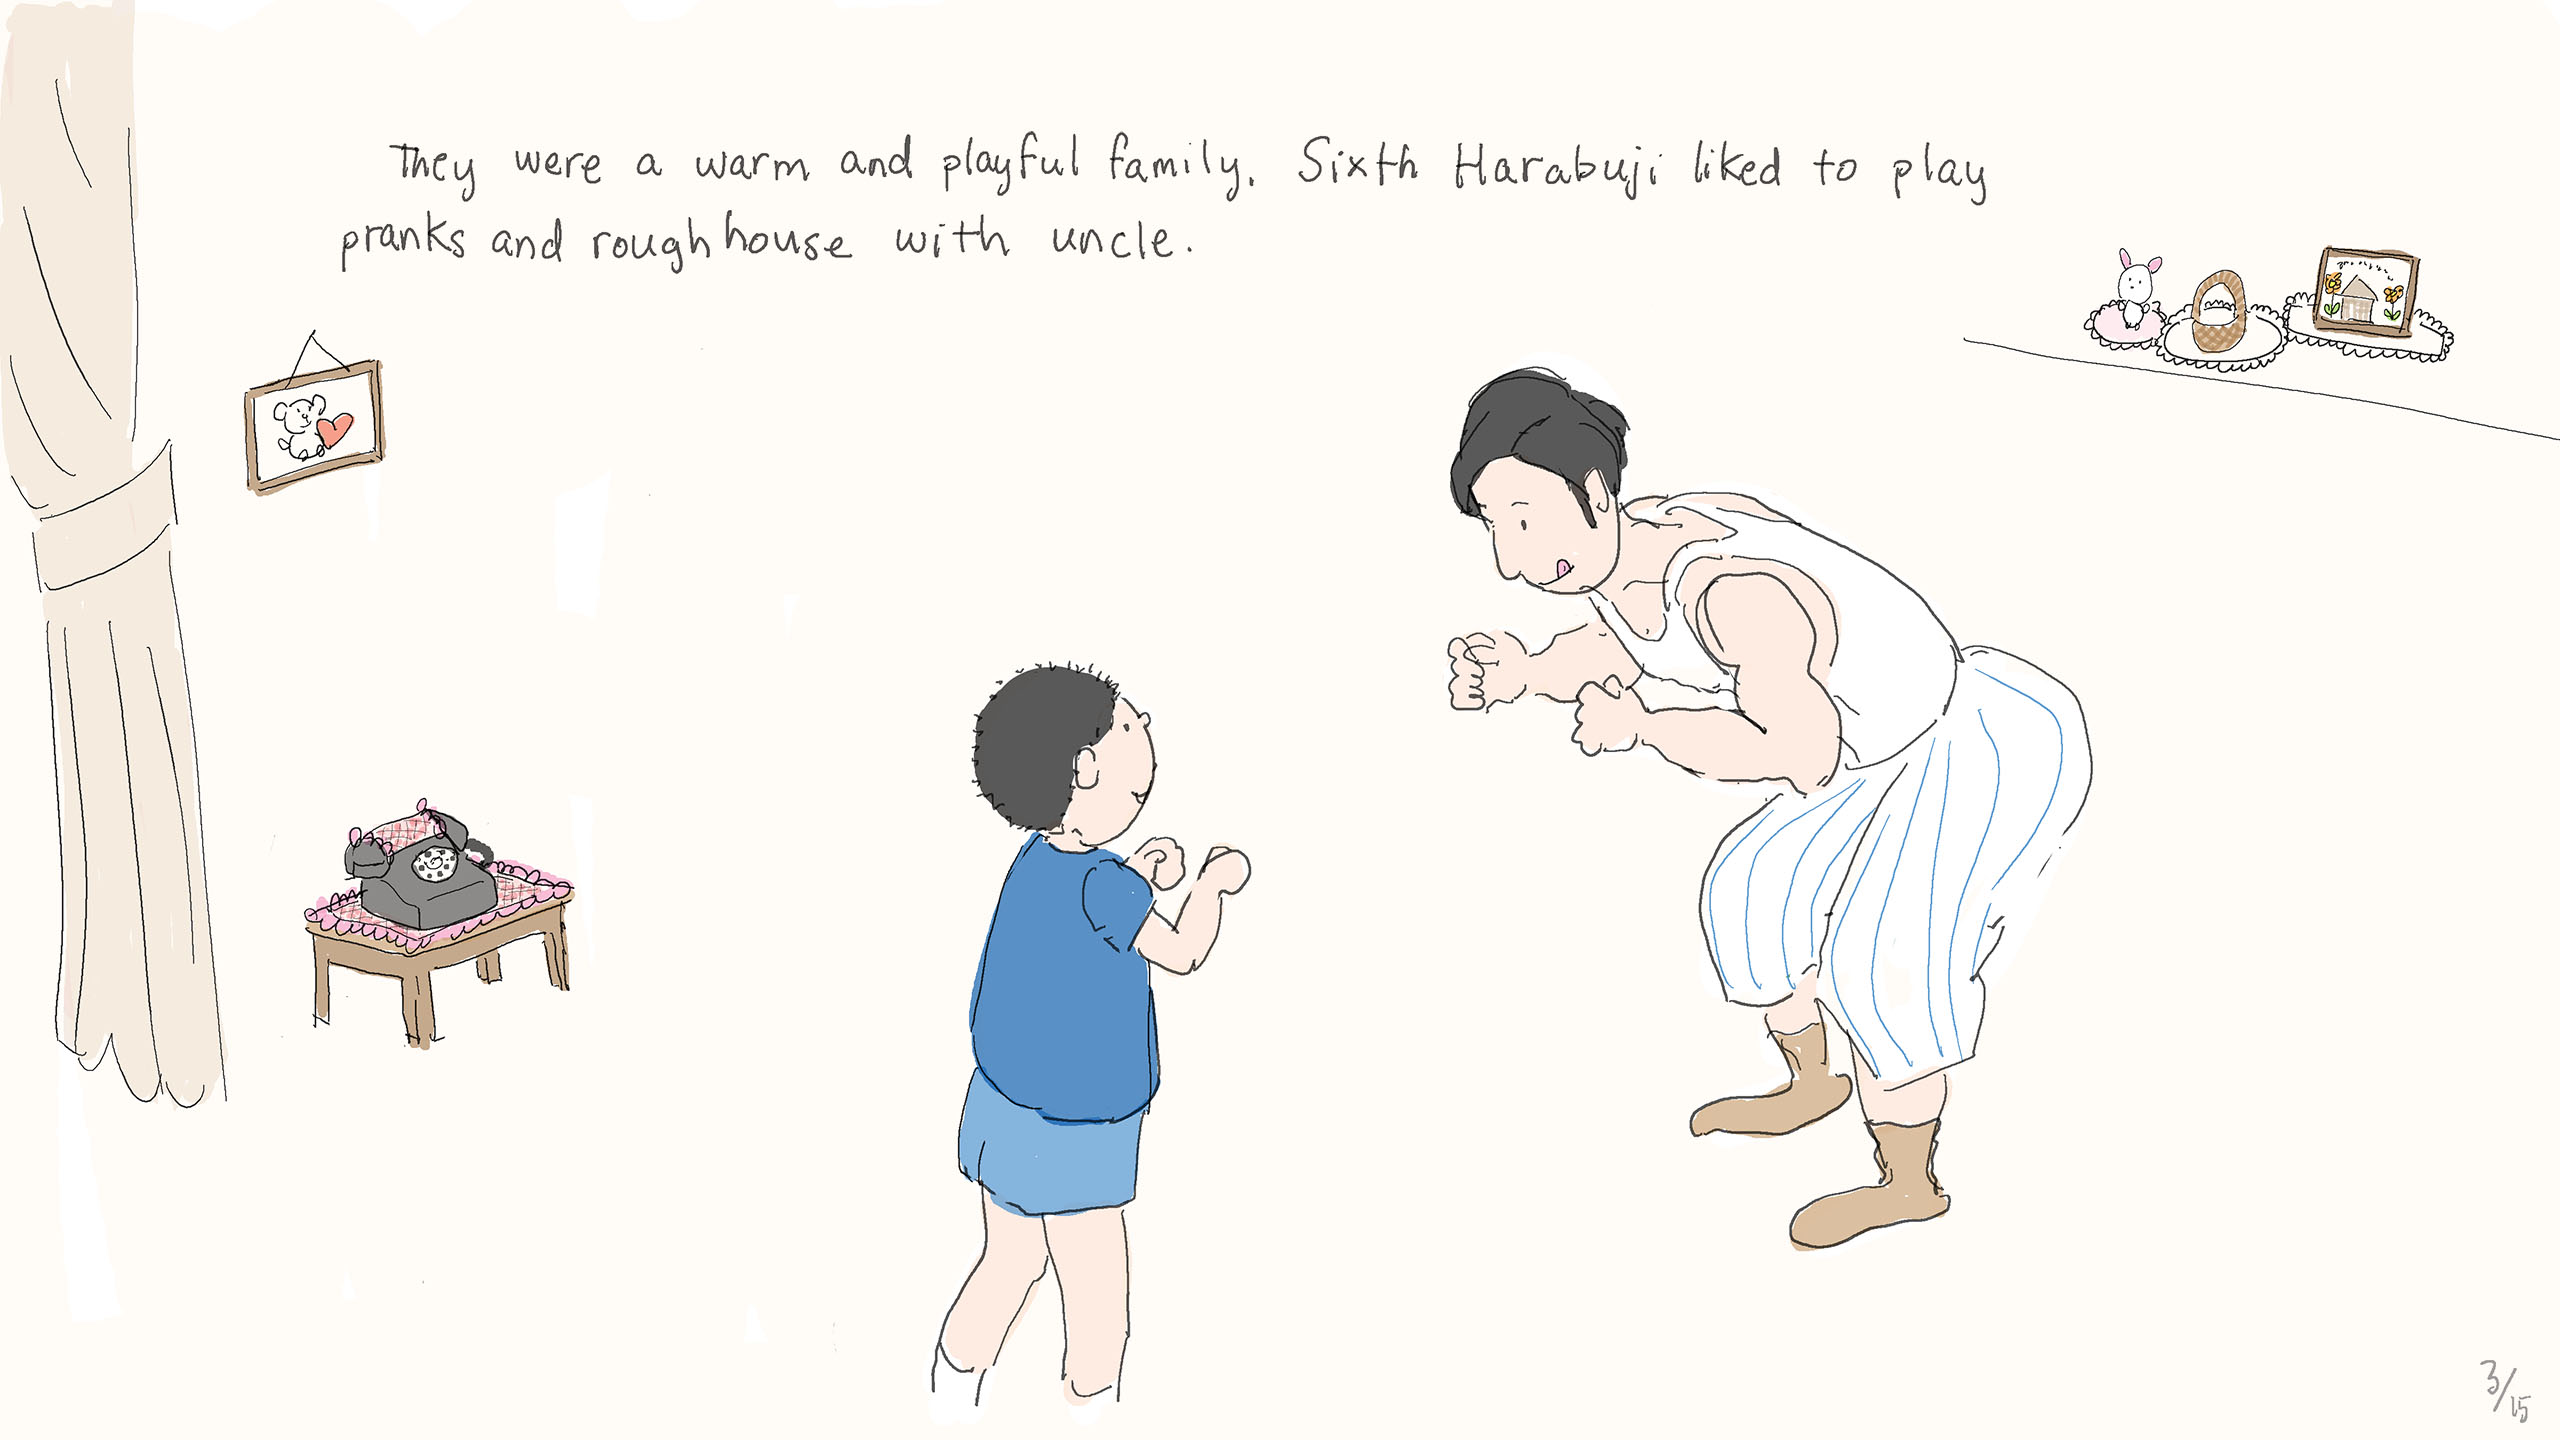 They were a warm and playful family. Sixth Harabuji liked to play
pranks and roughhouse with uncle.
3/15